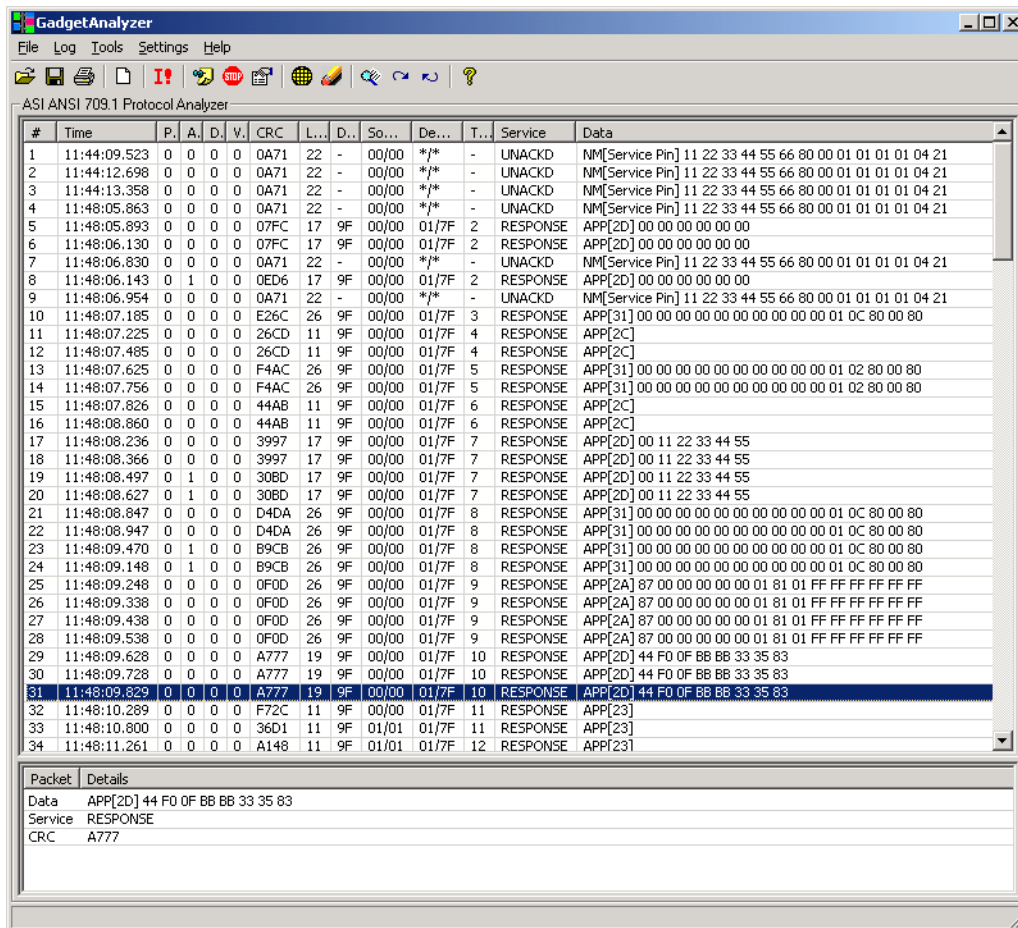 GadgetAnalyzer
File Log Tools Settings Help
STOP
ASI ANSI 709.1 Protocol Analyzer
# Time P. A. D. V. CRC L... D.. So... De... T... Service Data
1 11:44:09.523 0 0 0 0 0A71 22 - 00/00 */* - UNACKD NM[Service Pin] 11 22 33 44 55 66 80 00 01 01 01 01 04 21
2 11:44:12.698 0 0 0 0 0A71 22 - 00/00 */* - UNACKD NM[Service Pin] 11 22 33 44 55 66 80 00 01 01 01 01 04 21
3 11:44:13.358 0 0 0 0 0A71 22 - 00/00 */* - UNACKD NM[Service Pin] 11 22 33 44 55 66 80 00 01 01 01 01 04 21
4 11:48:05.863 0 0 0 0 0A71 22 - 00/00 */* - UNACKD NM[Service Pin] 11 22 33 44 55 66 80 00 01 01 01 01 04 21
5 11:48:05.893 0 0 0 0 07FC 17 9F 00/00 01/7F 2 RESPONSE APP[2D] 00 00 00 00 00 00
6 11:48:06.130 0 0 0 0 07FC 17 9F 00/00 01/7F 2 RESPONSE APP[2D] 00 00 00 00 00 00
7 11:48:06.830 0 0 0 0 0A71 22 - 00/00 */* - UNACKD NM[Service Pin] 11 22 33 44 55 66 80 00 01 01 01 01 04 21
8 11:48:06.143 0 1 0 0 0ED6 17 9F 00/00 01/7F 2 RESPONSE APP[2D] 00 00 00 00 00 00
9 11:48:06.954 0 0 0 0 0A71 22 - 00/00 */* - UNACKD NM[Service Pin] 11 22 33 44 55 66 80 00 01 01 01 01 04 21
10 11:48:07.185 0 0 0 0 E26C 26 9F 00/00 01/7F 3 RESPONSE APP[31] 00 00 00 00 00 00 00 00 00 00 01 0C 80 00 80
11 11:48:07.225 0 0 0 0 26CD 11 9F 00/00 01/7F 4 RESPONSE APP[2C]
12 11:48:07.485 0 0 0 0 26CD 11 9F 00/00 01/7F 4 RESPONSE APP[2C]
13 11:48:07.625 0 0 0 0 F4AC 26 9F 00/00 01/7F 5 RESPONSE APP[31] 00 00 00 00 00 00 00 00 00 00 01 02 80 00 80
14 11:48:07.756 0 0 0 0 F4AC 26 9F 00/00 01/7F 5 RESPONSE APP[31] 00 00 00 00 00 00 00 00 00 00 01 02 80 00 80
15 11:48:07.826 0 0 0 0 44AB 11 9F 00/00 01/7F 6 RESPONSE APP[2C]
16 11:48:08.860 0 0 0 0 44AB 11 9F 00/00 01/7F 6 RESPONSE APP[2C]
17 11:48:08.236 0 0 0 0 3997 17 9F 00/00 01/7F 7 RESPONSE APP[2D] 00 11 22 33 44 55
18 11:48:08.366 0 0 0 0 3997 17 9F 00/00 01/7F 7 RESPONSE APP[2D] 00 11 22 33 44 55
19 11:48:08.497 0 1 0 0 30BD 17 9F 00/00 01/7F 7 RESPONSE APP[2D] 00 11 22 33 44 55
20 11:48:08.627 0 1 0 0 30BD 17 9F 00/00 01/7F 7 RESPONSE APP[2D] 00 11 22 33 44 55
21 11:48:08.847 0 0 0 0 D4DA 26 9F 00/00 01/7F 8 RESPONSE APP[31] 00 00 00 00 00 00 00 00 00 00 01 0C 80 00 80
22 11:48:08.947 0 0 0 0 D4DA 26 9F 00/00 01/7F 8 RESPONSE APP[31] 00 00 00 00 00 00 00 00 00 00 01 0C 80 00 80
23 11:48:09.470 0 1 0 0 B9CB 26 9F 00/00 01/7F 8 RESPONSE APP[31] 00 00 00 00 00 00 00 00 00 00 01 0C 80 00 80
24 11:48:09.148 0 1 0 0 B9CB 26 9F 00/00 01/7F 8 RESPONSE APP[31] 00 00 00 00 00 00 00 00 00 00 01 0C 80 00 80
25 11:48:09.248 0 0 0 0 0F0D 26 9F 00/00 01/7F 9 RESPONSE APP[2A] 87 00 00 00 00 00 01 81 01 FF FF FF FF FF FF
26 11:48:09.338 0 0 0 0 0F0D 26 9F 00/00 01/7F 9 RESPONSE APP[2A] 87 00 00 00 00 00 01 81 01 FF FF FF FF FF FF
27 11:48:09.438 0 0 0 0 0F0D 26 9F 00/00 01/7F 9 RESPONSE APP[2A] 87 00 00 00 00 00 01 81 01 FF FF FF FF FF FF
28 11:48:09.538 0 0 0 0 0F0D 26 9F 00/00 01/7F 9 RESPONSE APP[2A] 87 00 00 00 00 00 01 81 01 FF FF FF FF FF FF
29 11:48:09.628 0 0 0 0 A777 19 9F 00/00 01/7F 10 RESPONSE APP[2D] 44 F0 0F BB BB 33 35 83
30 11:48:09.728 0 0 0 0 A777 19 9F 00/00 01/7F 10 RESPONSE APP[2D] 44 F0 0F BB BB 33 35 83
31 11:48:09.829 0 0 0 0 A777 19 9F 00/00 01/7F 10 RESPONSE APP[2D] 44 F0 0F BB BB 33 35 83
32 11:48:10.289 0 0 0 0 F72C 11 9F 00/00 01/7F 11 RESPONSE APP[23]
33 11:48:10.800 0 0 0 0 36D1 11 9F 01/01 01/7F 11 RESPONSE APP[23]
34 11:48:11.261 0 0 0 0 A148 11 9F 01/01 01/7F 12 RESPONSE APP[23]
Packet Details
Data APP[2D] 44 F0 0F BB BB 33 35 83
Service RESPONSE
CRC A777